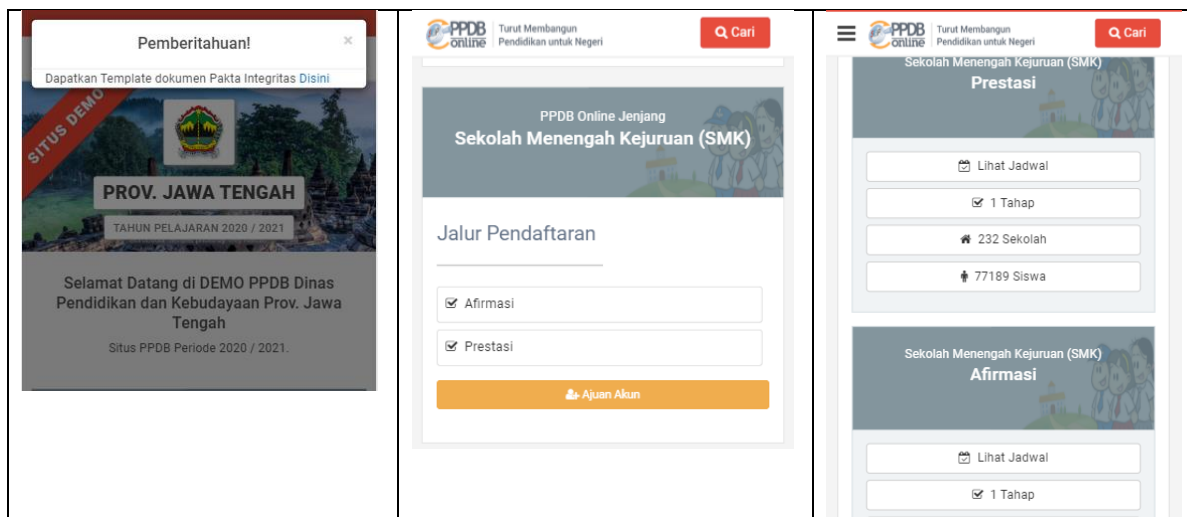 Pemberitahuan!
×
Dapatkan Template dokumen Pakta Integritas Disini
SITUS DEMO
PROV. JAWA TENGAH
TAHUN PELAJARAN 2020 / 2021
Selamat Datang di DEMO PPDB Dinas
Pendidikan dan Kebudayaan Prov. Jawa
Tengah
Situs PPDB Periode 2020 / 2021.
PPDB
online
Turut Membangun
Pendidikan untuk Negeri
Cari
PPDB Online Jenjang
Sekolah Menengah Kejuruan (SMK)
Jalur Pendaftaran
Afirmasi
Prestasi
Ajuan Akun
PPDB
online
Turut Membangun
Pendidikan untuk Negeri
Cari
Sekolah Menengah Kejuruan (SMK)
Prestasi
Lihat Jadwal
1 Tahap
232 Sekolah
77189 Siswa
Sekolah Menengah Kejuruan (SMK)
Afirmasi
Lihat Jadwal
1 Tahap